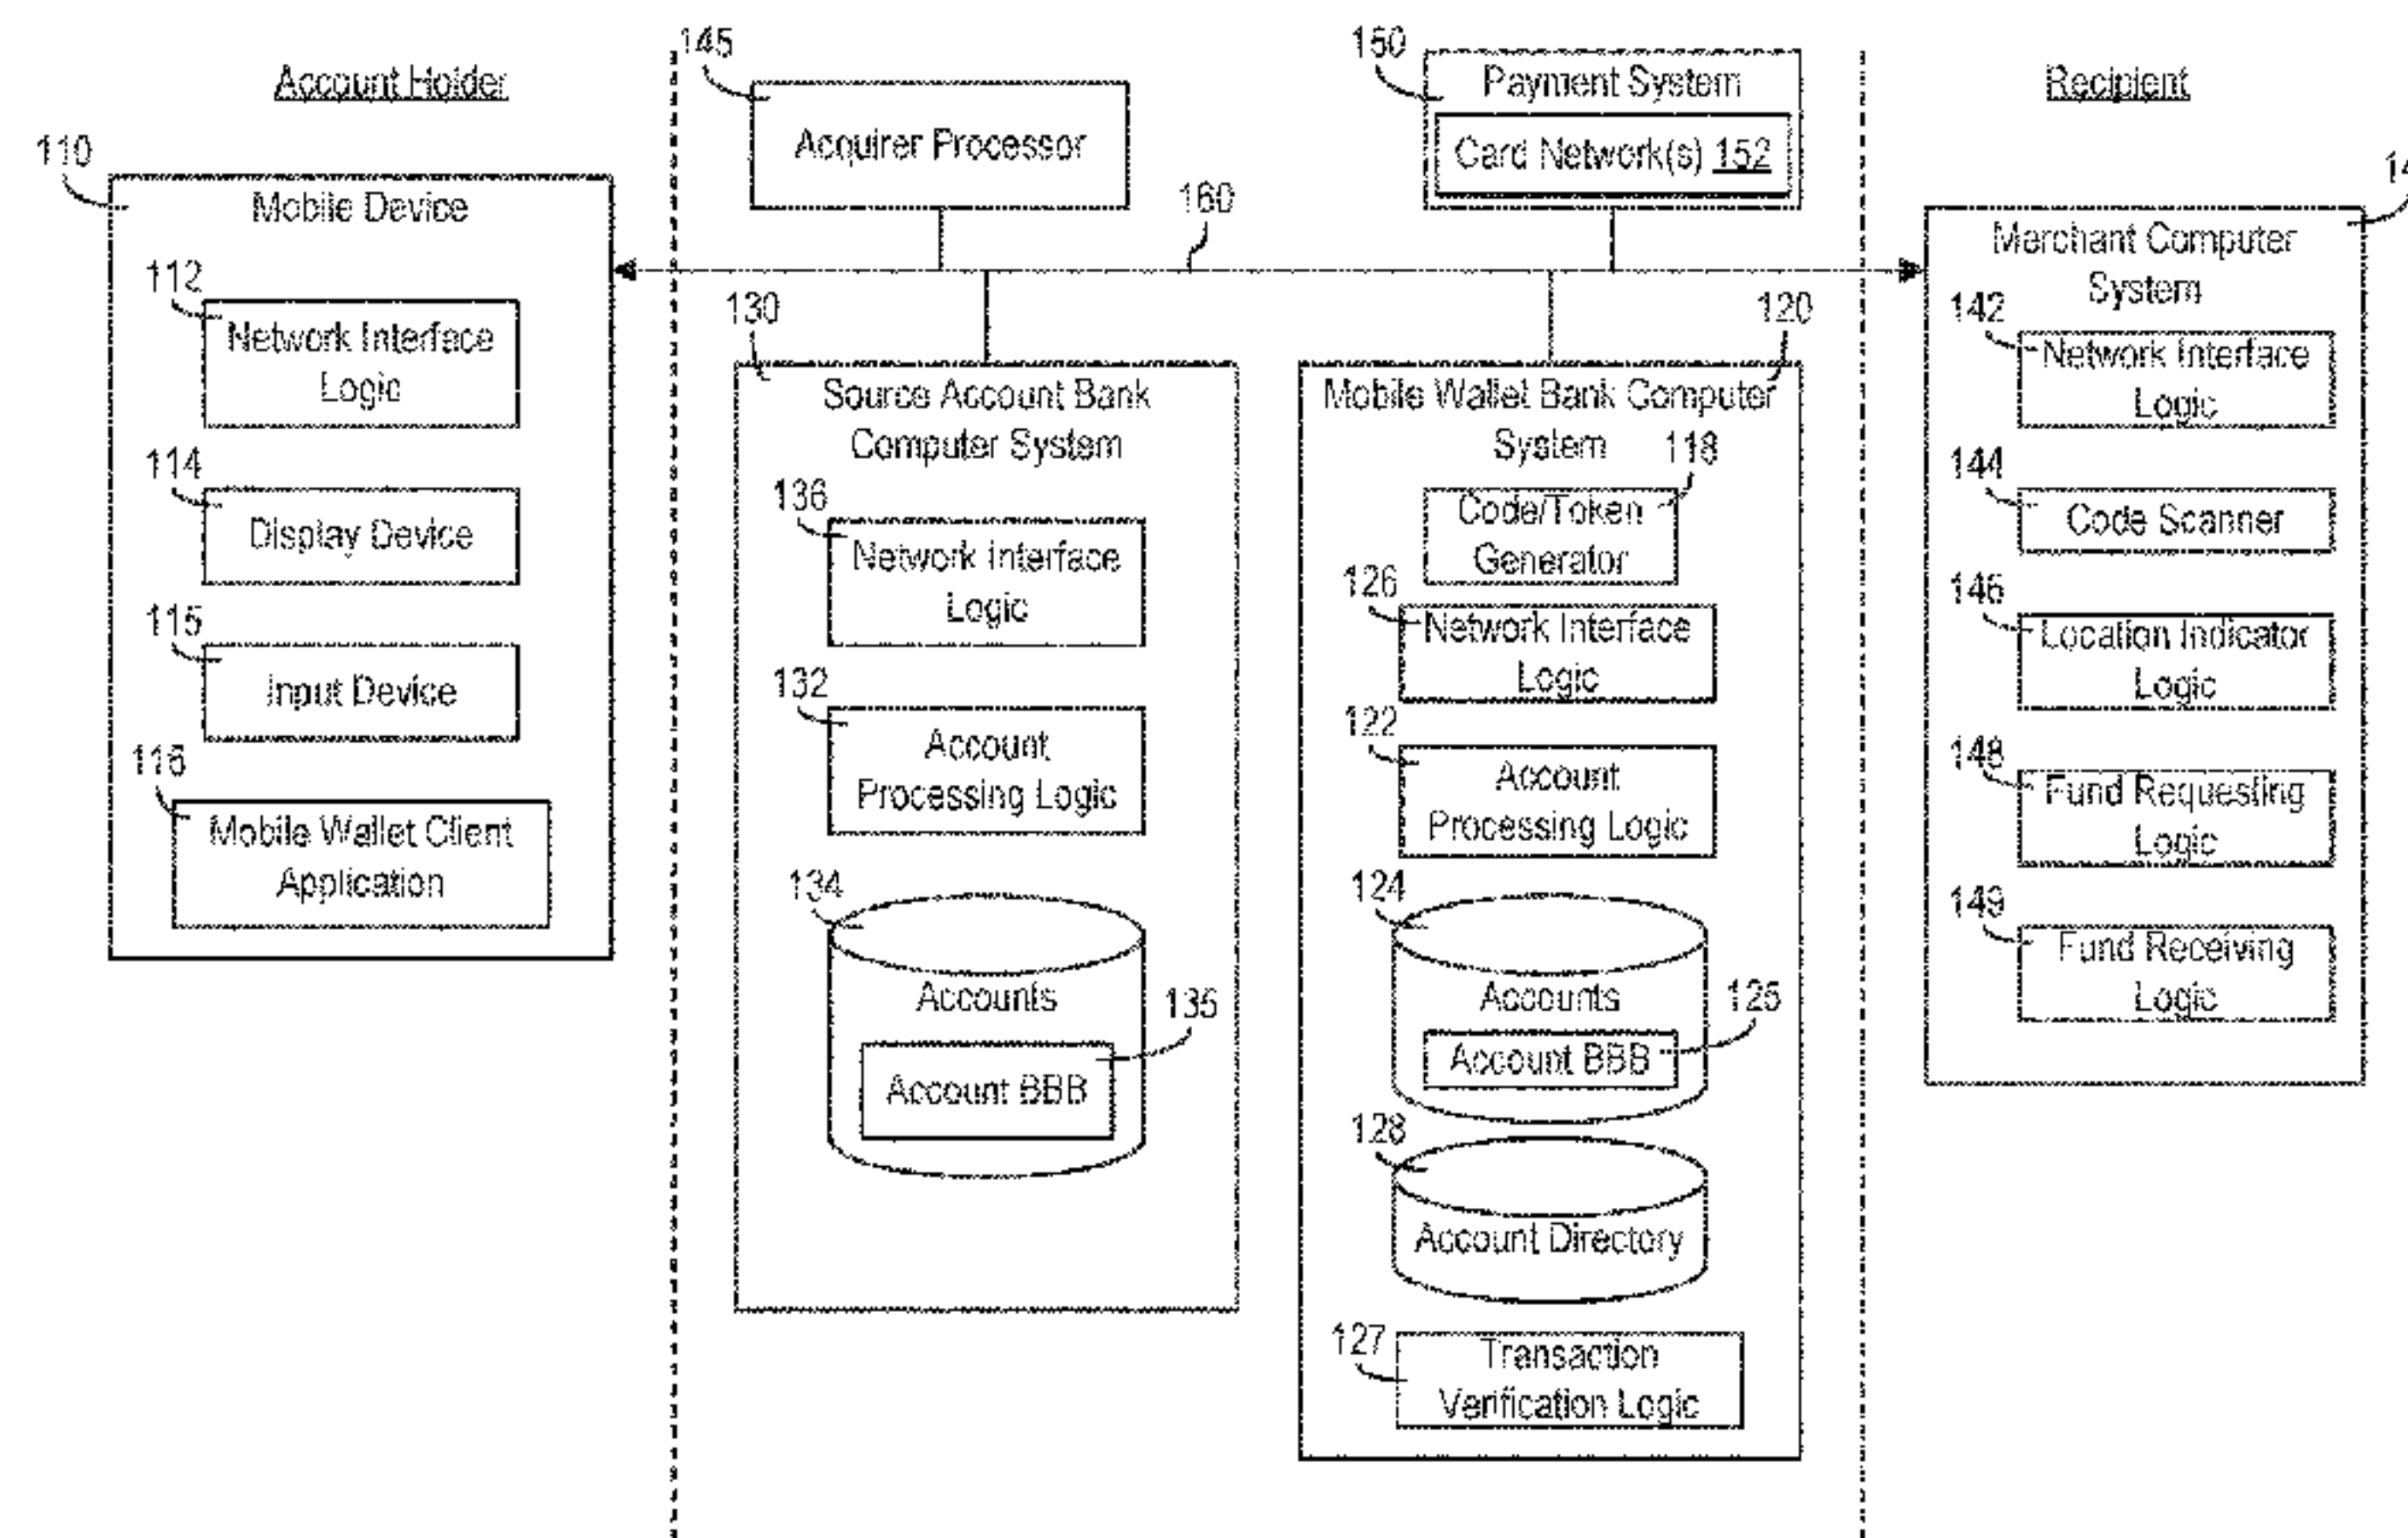 Account Holder
110
Mobile Device
112
Network Interface
Logic
114
Display Device
115
Input Device
116
Mobile Wallet Client
Application
145
Acquirer Processor
150
Payment System
Card Network(s) 152
160
130
Source Account Bank
Computer System
136
Network Interface
Logic
132
Account
Processing Logic
134
Accounts
135
Account BBB
120
Mobile Wallet Bank Computer
System
118
Code/Token
Generator
126
Network Interface
Logic
122
Account
Processing Logic
124
Accounts
125
Account BBB
128
Account Directory
127
Transaction
Verification Logic
Recipient
14
Merchant Computer
System
142
Network Interface
Logic
144
Code Scanner
146
Location Indicator
Logic
148
Fund Requesting
Logic
149
Fund Receiving
Logic